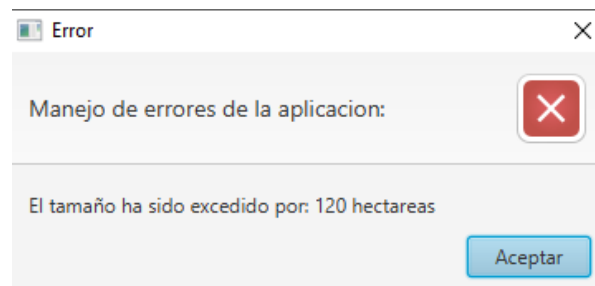 Error
Manejo de errores de la aplicacion:
El tamaño ha sido excedido por: 120 hectareas
Aceptar